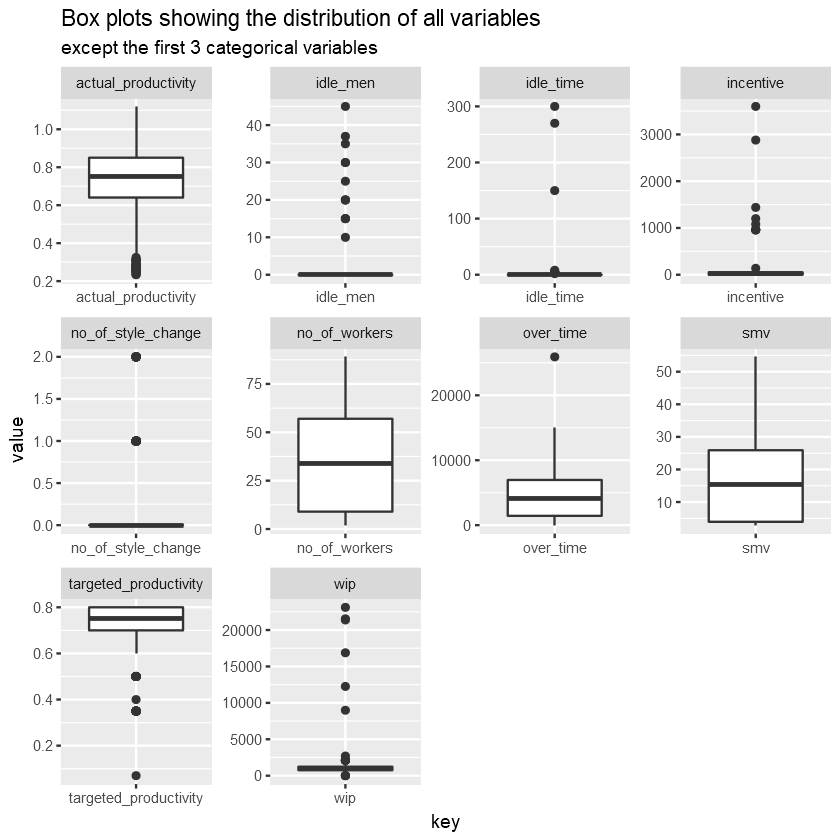 Box plots showing the distribution of all variables
except the first 3 categorical variables
actual_productivity
idle_men
idle_time
incentive
1.0
0.8
0.6
0.4
0.2
40
30
20
10
0
300
200
100
0
3000
2000
1000
0
actual_productivity
idle_men
idle_time
incentive
no_of_style_change
no_of_workers
over_time
smv
2.0
1.5
1.0
0.5
0.0
75
50
25
0
20000
10000
0
50
40
30
20
10
no_of_style_change
no_of_workers
over_time
smv
value
targeted_productivity
wip
0.8
0.6
0.4
0.2
20000
15000
10000
5000
0
targeted_productivity
wip
key